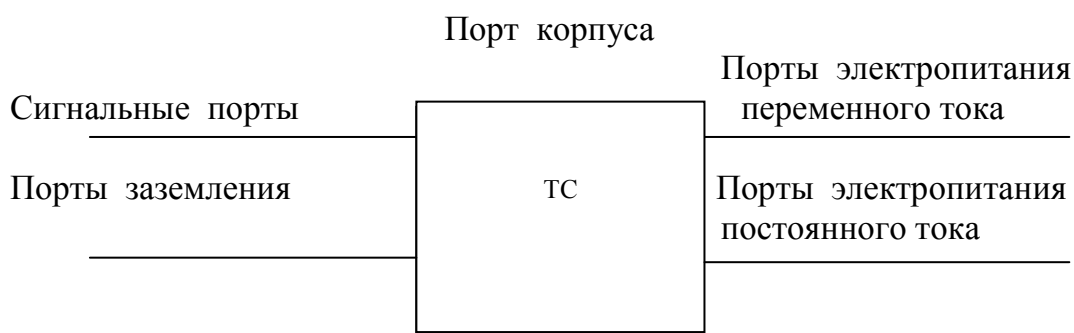 Порт корпуса
Порты электропитания
переменного тока
Сигнальные порты
Порты заземления
ТС
Порты электропитания
постоянного тока